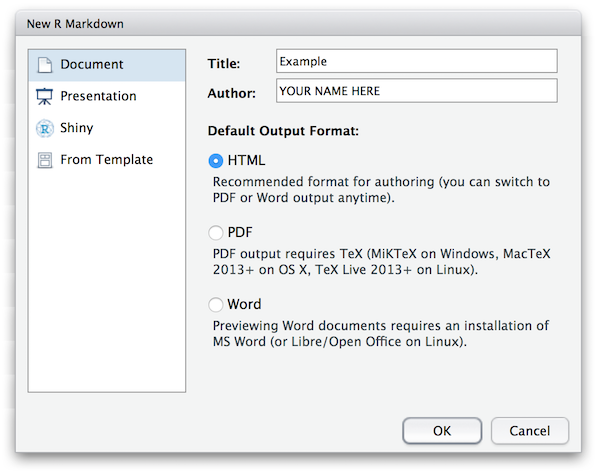 New R Markdown
Document
Presentation
Shiny
From Template
Title: Example
Author: YOUR NAME HERE
Default Output Format:
HTML
Recommended format for authoring (you can switch to
PDF or Word output anytime).
PDF
PDF output requires TeX (MiKTeX on Windows, MacTeX
2013+ on OS X, TeX Live 2013+ on Linux).
Word
Previewing Word documents requires an installation of
MS Word (or Libre/Open Office on Linux).
OK Cancel